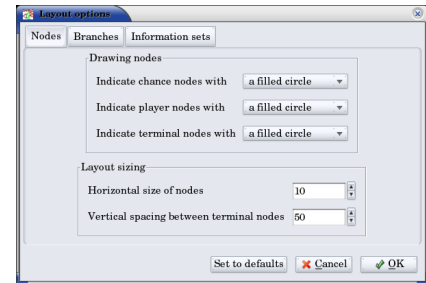 Layout options
Nodes Branches Information sets
Drawing nodes
Indicate chance nodes with a filled circle
Indicate player nodes with a filled circle
Indicate terminal nodes with a filled circle
Layout sizing
Horizontal size of nodes 10
Vertical spacing between terminal nodes 50
Set to defaults Cancel OK